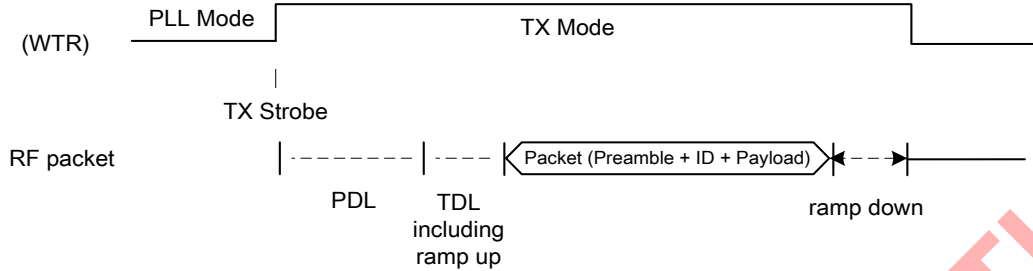 PLL Mode
TX Mode
(WTR)
TX Strobe
RF packet
Packet (Preamble + ID + Payload)
PDL
TDL
including
ramp up
ramp down